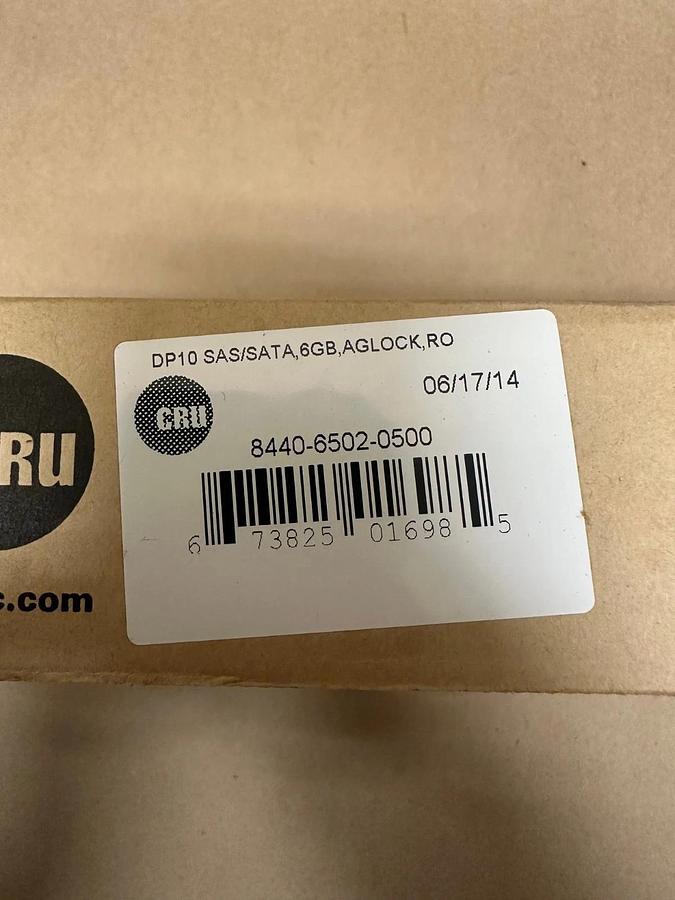 DP10 SAS/SATA,6GB,AGLOCK,RO
06/17/14
CRU
8440-6502-0500
6 73825 01698 5
RU
c.com